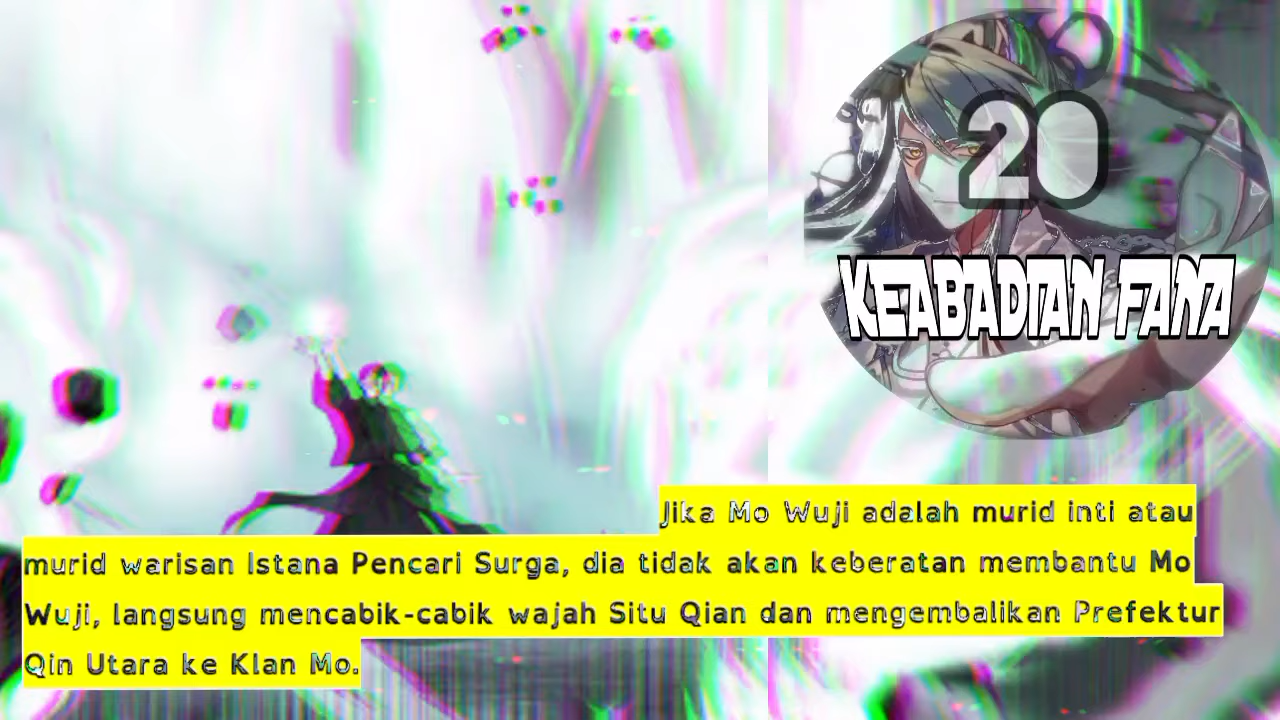 20
KEABADIAN FANA
Jika Mo Wuji adalah murid inti atau
murid warisan Istana Pencari Surga, dia tidak akan keberatan membantu Mo
Wuji, langsung mencabik-cabik wajah Situ Qian dan mengembalikan Prefektur
Qin Utara ke Klan Mo.